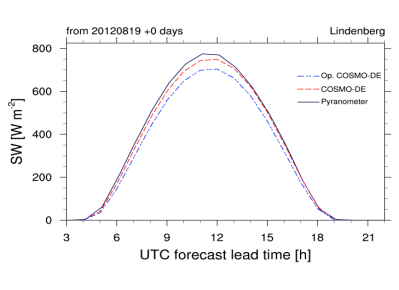 from 20120819 +0 days
Lindenberg
800
600
400
200
0
SW [W m-2]
Op. COSMO-DE
COSMO-DE
Pyranometer
3 6 9 12 15 18 21
UTC forecast lead time [h]